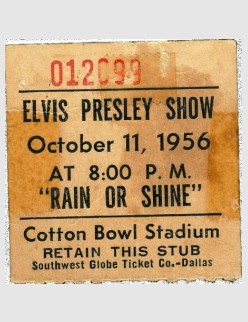 012099
ELVIS PRESLEY SHOW
October 11, 1956
AT 8:00 P. M.
"RAIN OR SHINE"
Cotton Bowl Stadium
RETAIN THIS STUB
Southwest Globe Ticket Co.-Dallas